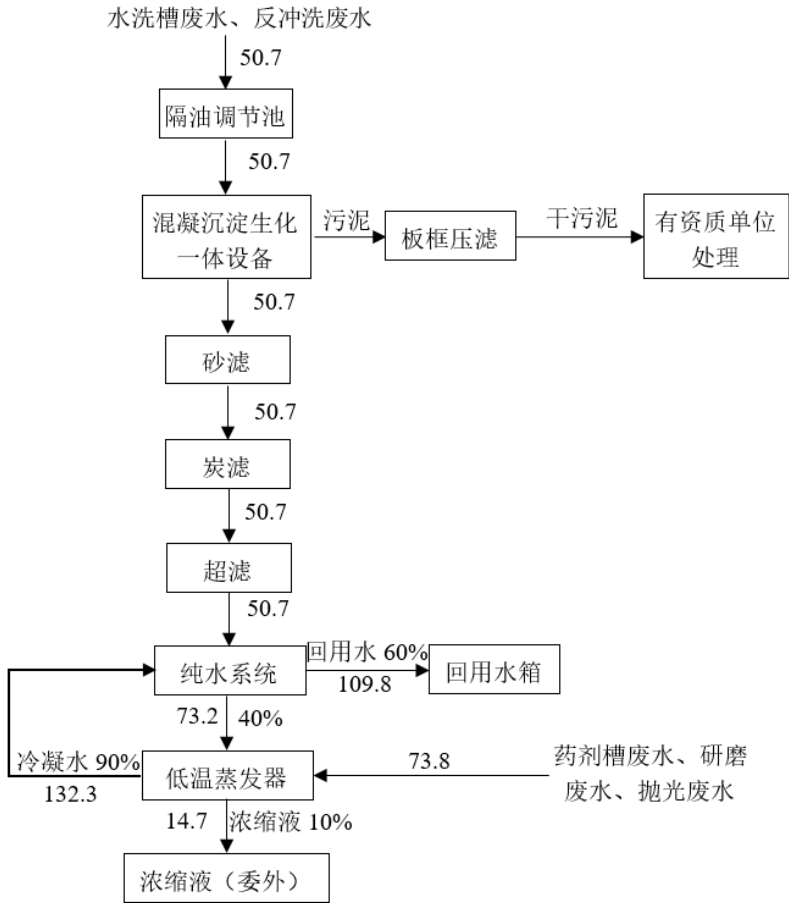 水洗槽废水、反冲洗废水
50.7
隔油调节池
50.7
混凝沉淀生化
一体设备
污泥
板框压滤
干污泥
有资质单位
处理
50.7
砂滤
50.7
炭滤
50.7
超滤
50.7
纯水系统
回用水 60%
109.8
回用水箱
73.2 40%
冷凝水 90%
132.3
低温蒸发器
73.8
药剂槽废水、研磨
废水、抛光废水
14.7 浓缩液 10%
浓缩液（委外）